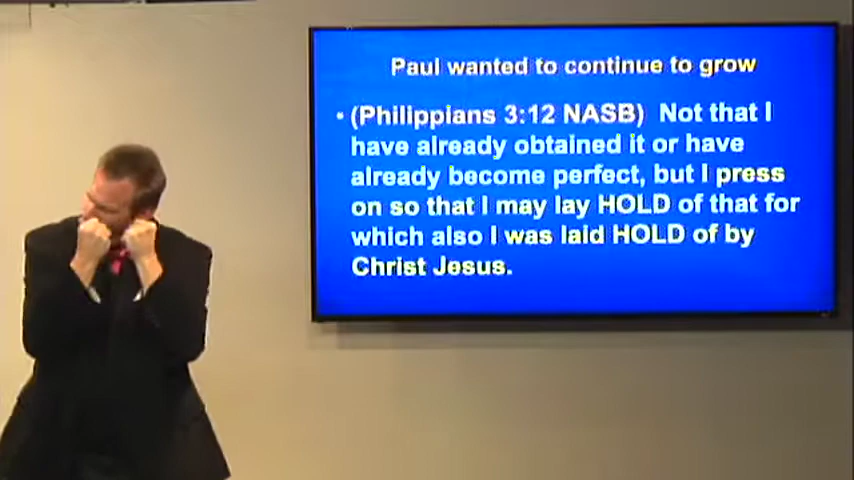 Paul wanted to continue to grow
• (Philippians 3:12 NASB)  Not that I
have already obtained it or have
already become perfect, but I press
on so that I may lay HOLD of that for
which also I was laid HOLD of by
Christ Jesus.